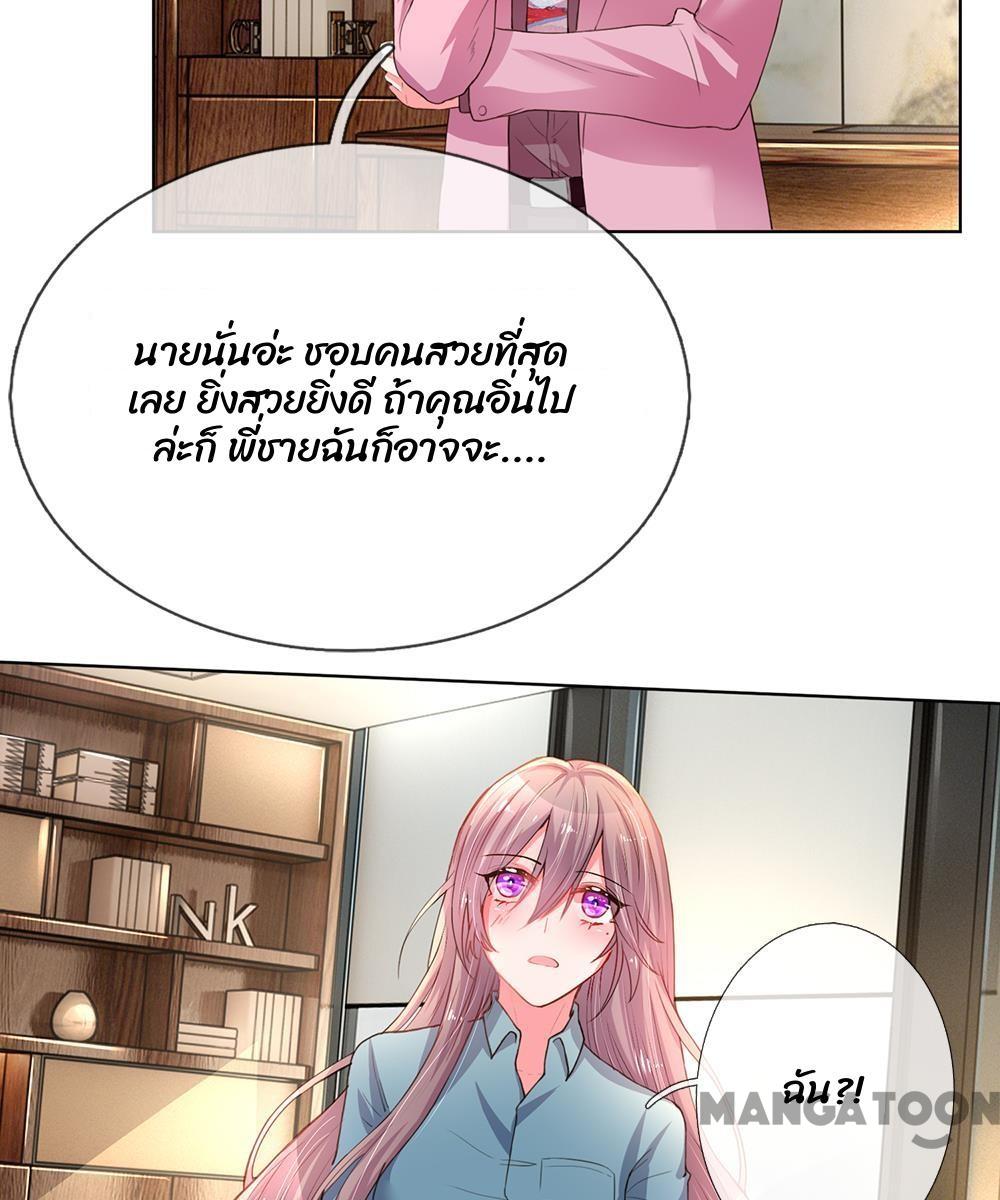 นายนั่นอ่ะ ชอบคนสวยที่สุด
เลย ยิ่งสวยยิ่งดี ถ้าคุณอิ่นไป
ล่ะก็ พี่ชายฉันก็อาจจะ....
NK
ฉัน?!
MANGATOON